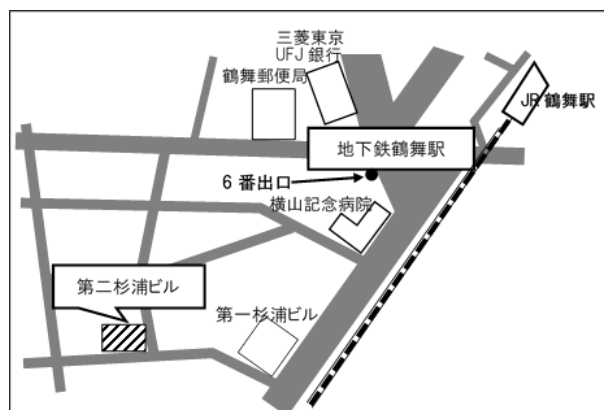 三菱東京
UFJ 銀行
鶴舞郵便局
JR 鶴舞駅
地下鉄鶴舞駅
6 番出口
横山記念病院
第二杉浦ビル
第一杉浦ビル